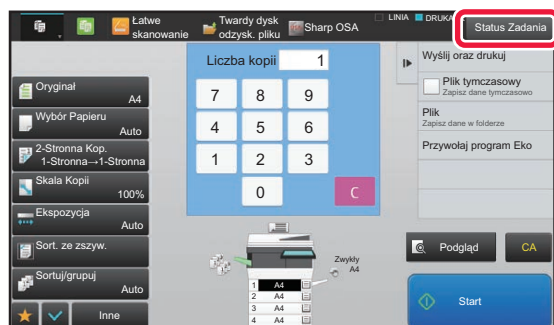 Łatwe
skanowanie
Twardy dysk
odzysk. pliku
Sharp OSA
LINIA
Status Zadania
Liczba kopii 1
Wyślij oraz drukuj
Plik tymczasowy
Zapisz dane tymczasowo
Plik
Zapisz dane w folderze
Przywołaj program Eko
Oryginał
A4
Wybór Papieru
Auto
2-Stronna Kop.
1-Stronna→1-Stronna
Skala Kopii
100%
Ekspozycja
Auto
Sort. ze zszyw.
Sortuj/grupuj
Auto
Inne
7 8 9
4 5 6
1 2 3
0 C
Zwykły
A4
1 A4
2 A4
3 A4
4 A4
Podgląd
CA
Start